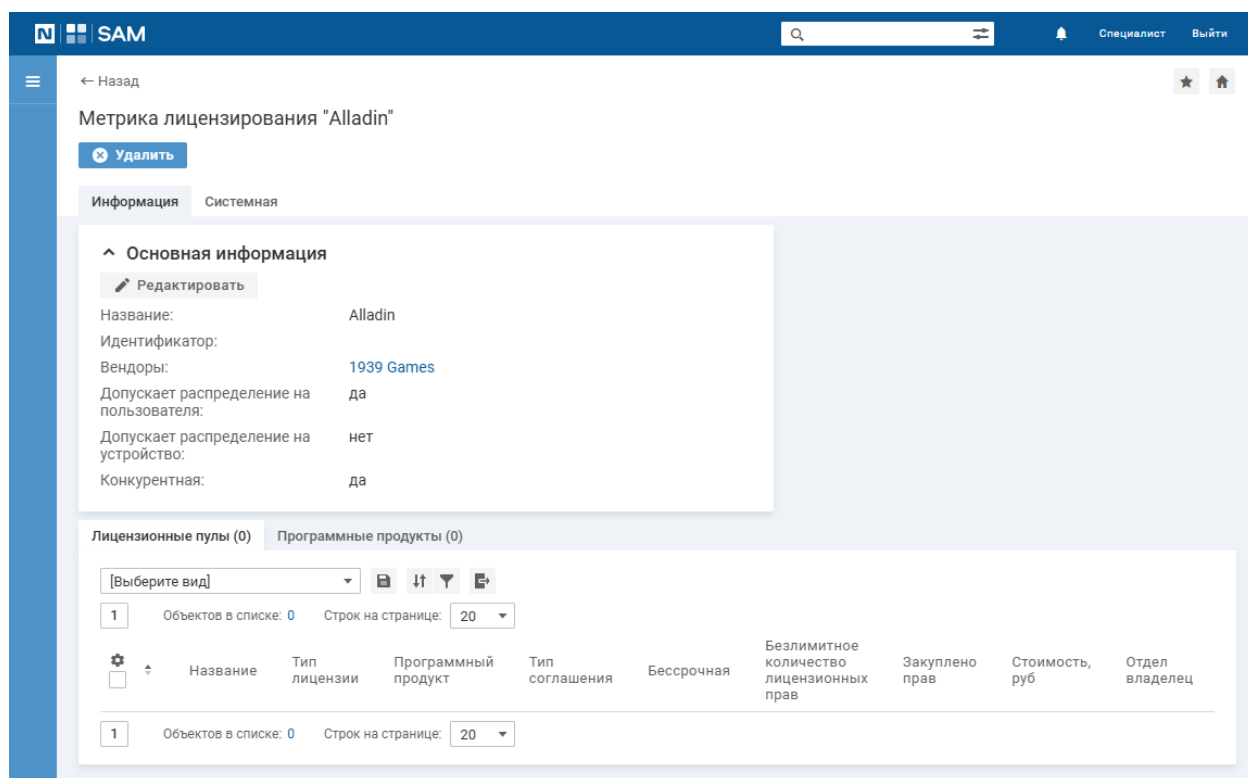 N SAM Специалист Выйти
← Назад
Метрика лицензирования "Alladin"
Удалить
Информация Системная
Основная информация
Редактировать
Название: Alladin
Идентификатор:
Вендоры: 1939 Games
Допускает распределение на да
пользователя:
Допускает распределение на нет
устройство:
Конкурентная: да
Лицензионные пулы (0) Программные продукты (0)
[Выберите вид]
1 Объектов в списке: 0 Строк на странице: 20
Название Тип лицензии Программный продукт Тип соглашения Бессрочная Безлимитное количество лицензионных прав Закуплено прав Стоимость, руб Отдел владелец
1 Объектов в списке: 0 Строк на странице: 20